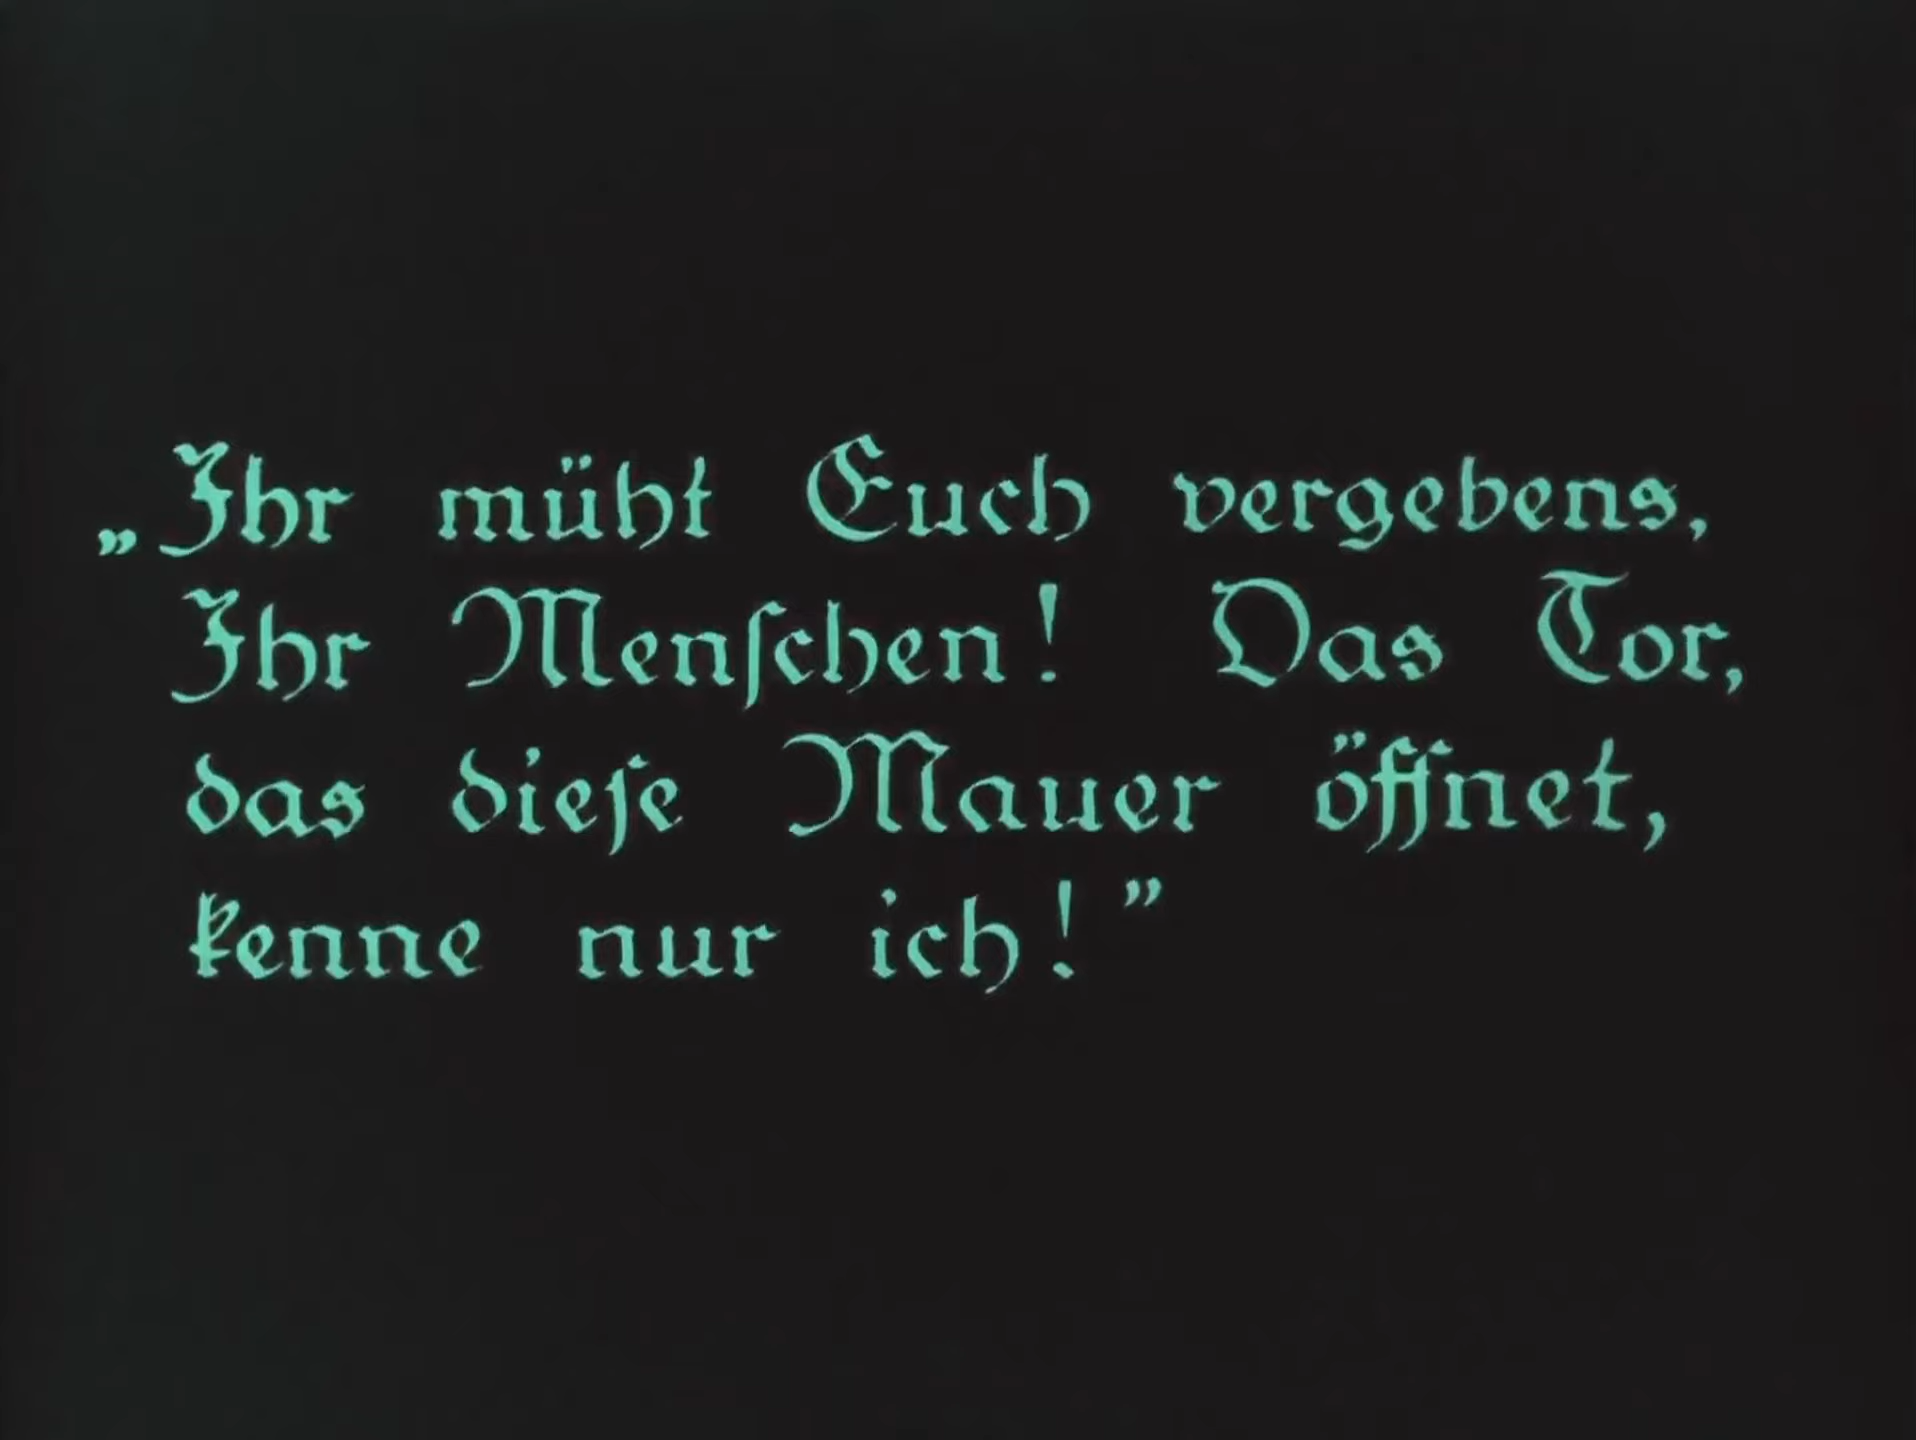 „Ihr müht Euch vergebens,
Ihr Menſchen! Das Tor,
das dieſe Mauer öffnet,
kenne nur ich!”